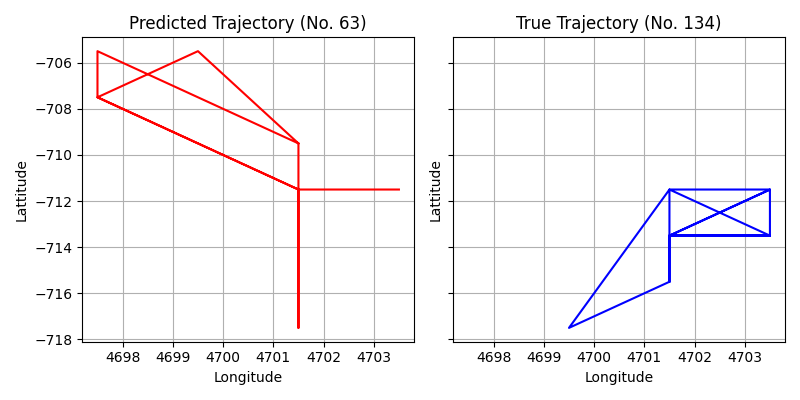 Predicted Trajectory (No. 63)
True Trajectory (No. 134)
Lattitude
−706
−708
−710
−712
−714
−716
−718
4698 4699 4700 4701 4702 4703
Longitude
Lattitude
4698 4699 4700 4701 4702 4703
Longitude